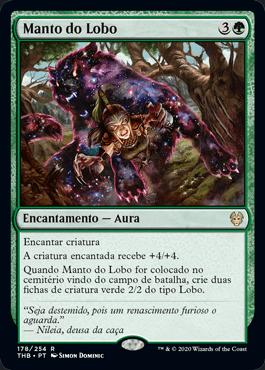 Manto do Lobo 3
Encantamento — Aura
Encantar criatura
A criatura encantada recebe +4/+4.
Quando Manto do Lobo for colocado no
cemitério vindo do campo de batalha, crie duas
fichas de criatura verde 2/2 do tipo Lobo.
“Seja destemido, pois um renascimento furioso o
aguarda.”
— Nileia, deusa da caça
178/254 R
THB • PT SIMON DOMINIC
™ & © 2020 Wizards of the Coast